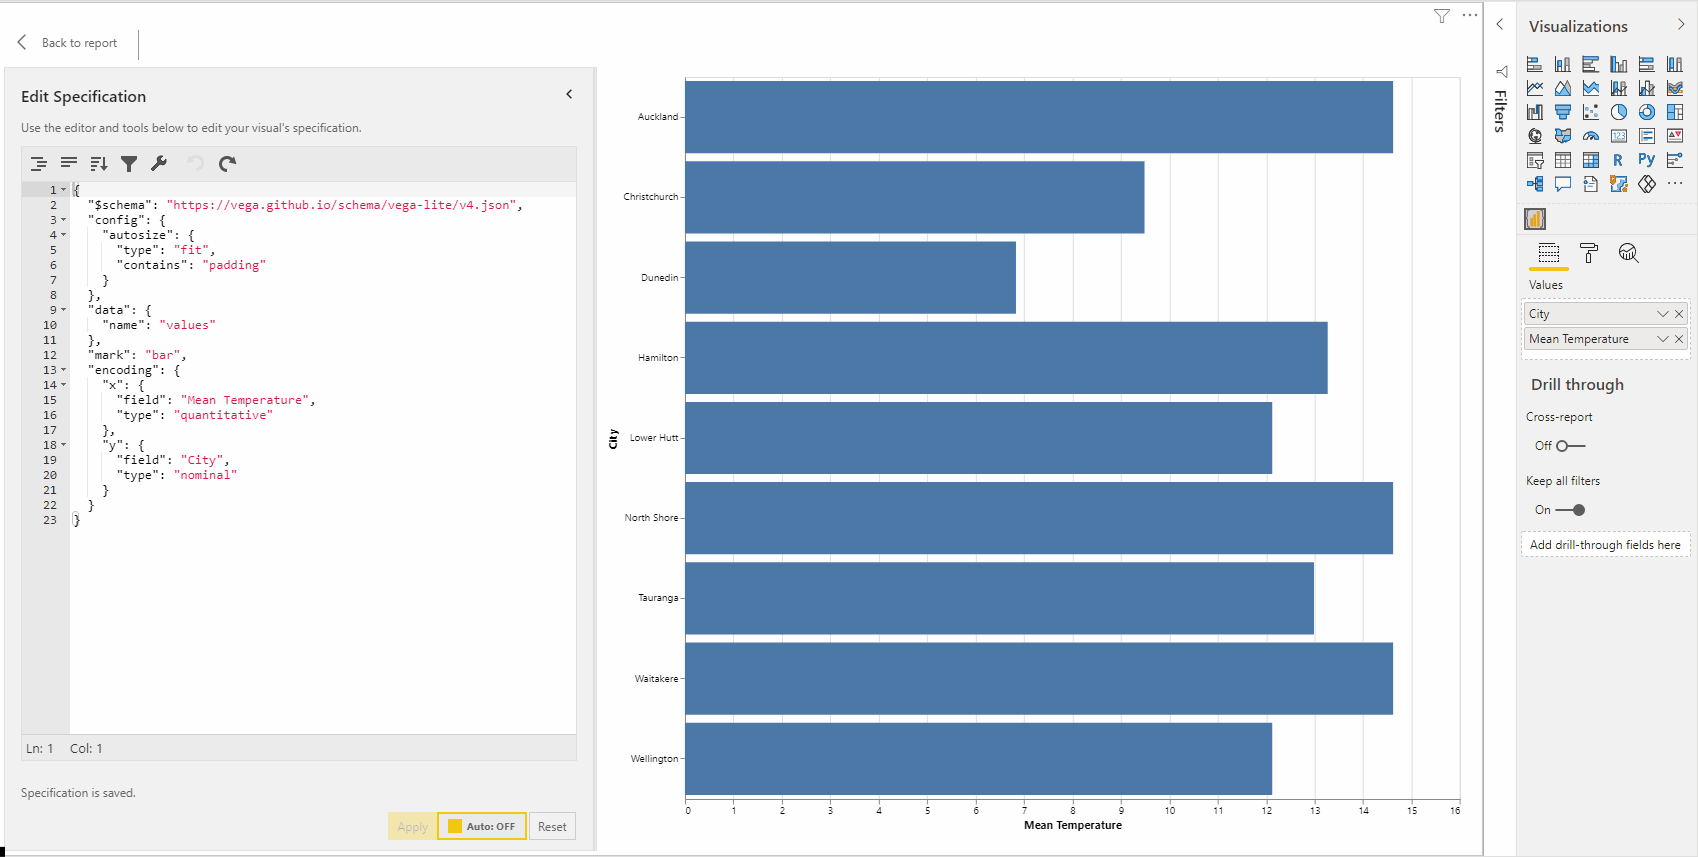 Back to report
Edit Specification
Use the editor and tools below to edit your visual's specification.
1 {
2 "$schema": "https://vega.github.io/schema/vega-lite/v4.json",
3 "config": {
4 "autosize": {
5 "type": "fit",
6 "contains": "padding"
7 }
8 },
9 "data": {
10 "name": "values"
11 },
12 "mark": "bar",
13 "encoding": {
14 "x": {
15 "field": "Mean Temperature",
16 "type": "quantitative"
17 },
18 "y": {
19 "field": "City",
20 "type": "nominal"
21 }
22 }
23 }
Ln: 1 Col: 1
Specification is saved.
Apply Auto: OFF Reset
City
Auckland
Christchurch
Dunedin
Hamilton
Lower Hutt
North Shore
Tauranga
Waitakere
Wellington
0 1 2 3 4 5 6 7 8 9 10 11 12 13 14 15 16
Mean Temperature
Filters
Visualizations
123
R Py
Values
City
Mean Temperature
Drill through
Cross-report
Off
Keep all filters
On
Add drill-through fields here